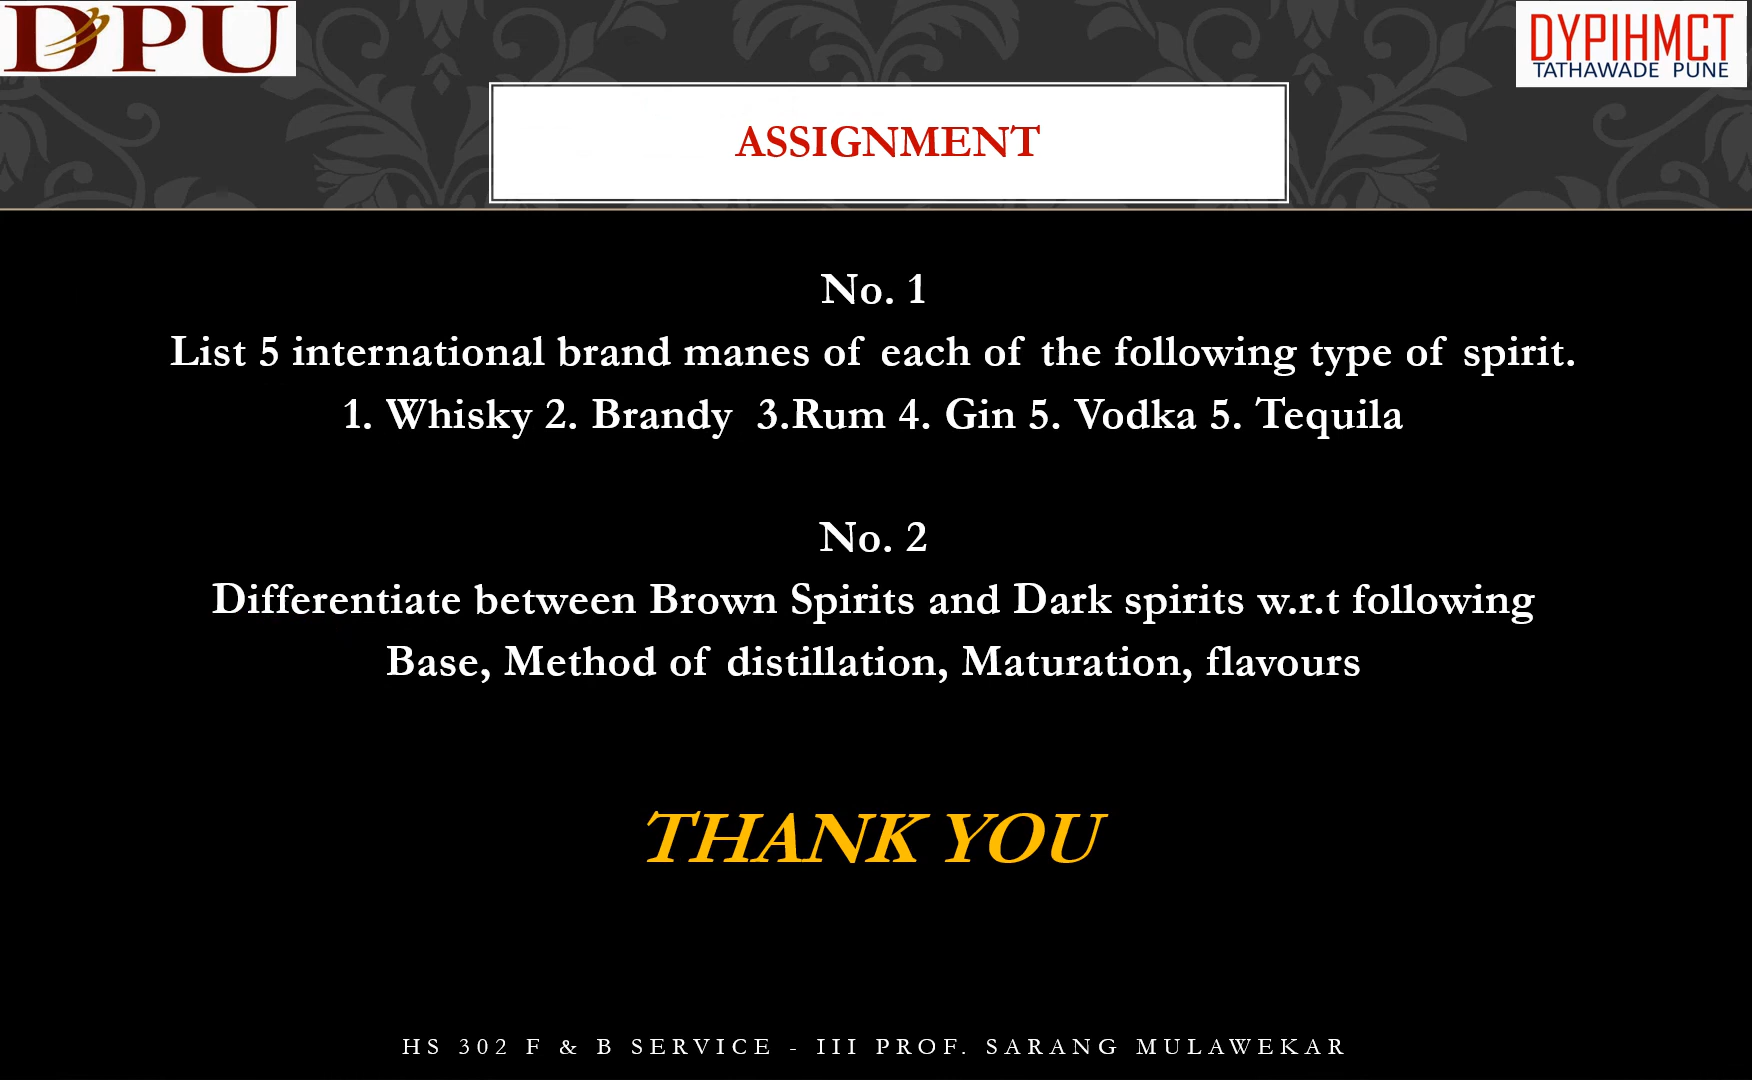 DPU
DYPIHMCT
TATHAWADE PUNE
ASSIGNMENT
No. 1
List 5 international brand manes of each of the following type of spirit.
1. Whisky 2. Brandy 3.Rum 4. Gin 5. Vodka 5. Tequila
No. 2
Differentiate between Brown Spirits and Dark spirits w.r.t following
Base, Method of distillation, Maturation, flavours
THANK YOU
HS 302 F & B SERVICE - III PROF. SARANG MULAWEKAR